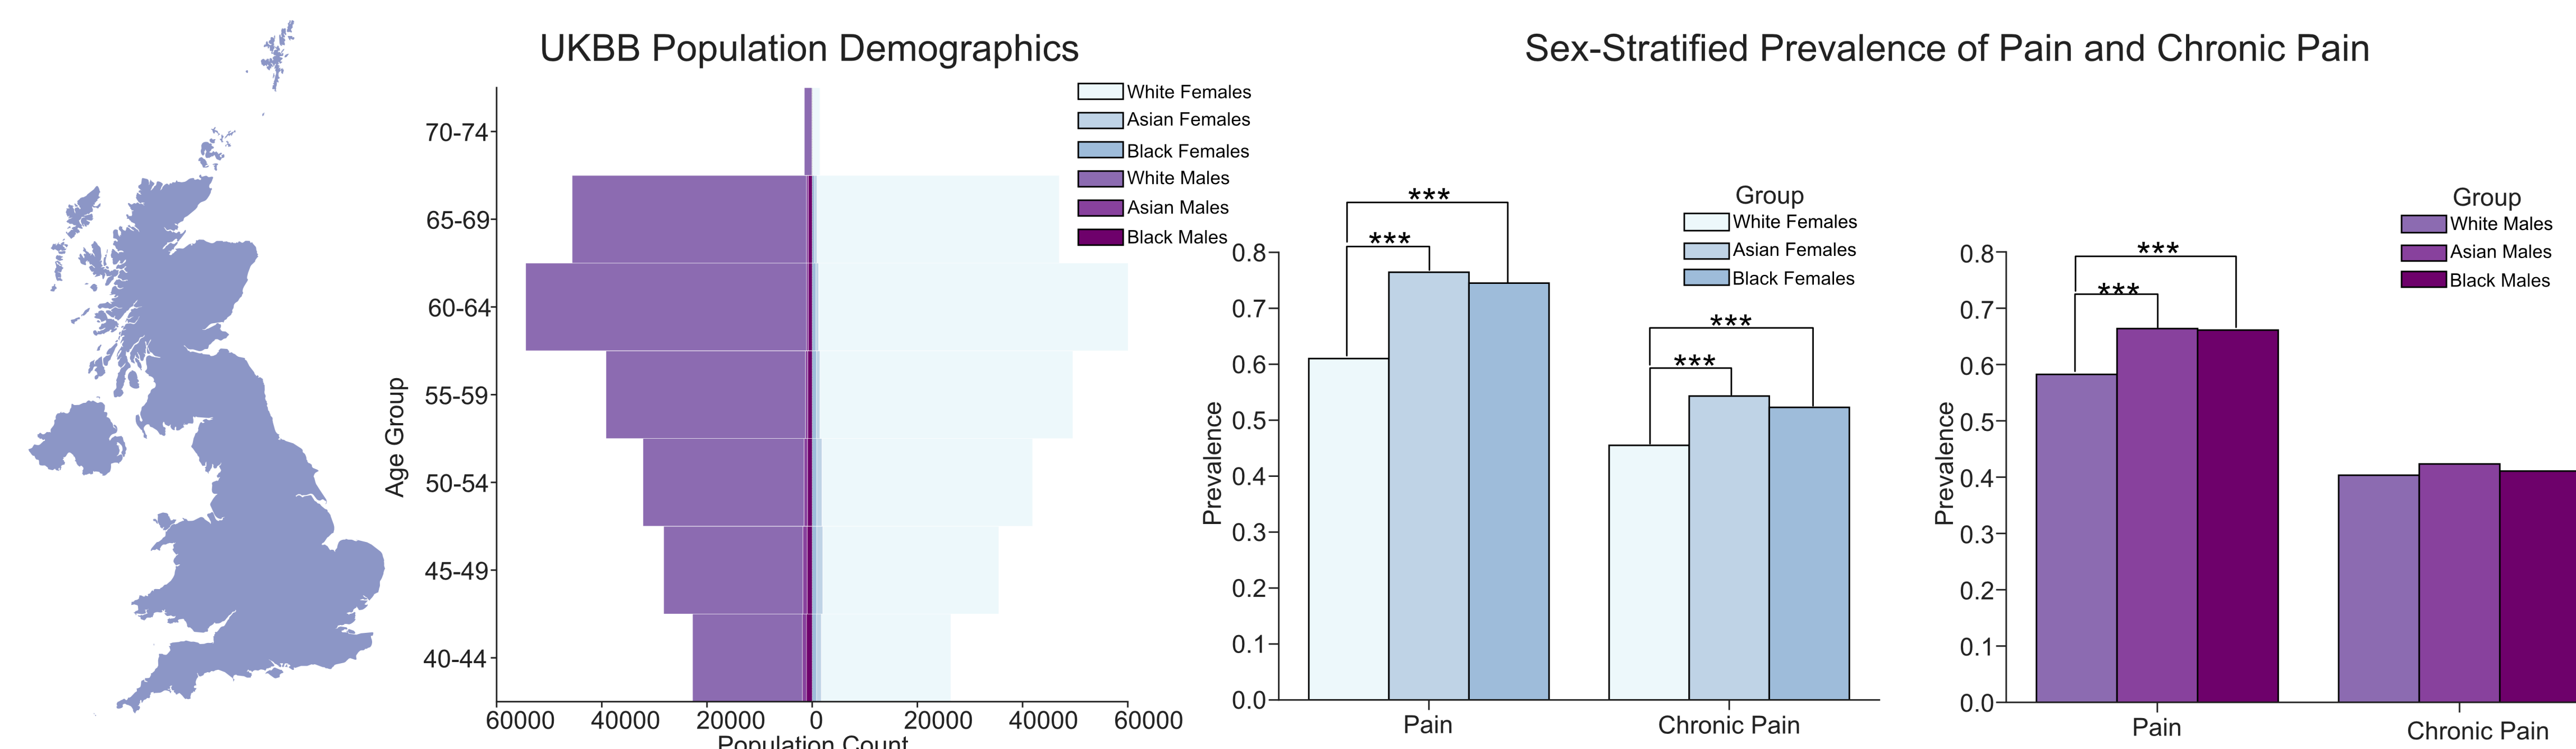 UKBB Population Demographics
70-74
65-69
60-64
55-59
50-54
45-49
40-44
Age Group
60000 40000 20000 0 20000 40000 60000
Population Count
White Females
Asian Females
Black Females
White Males
Asian Males
Black Males
Sex-Stratified Prevalence of Pain and Chronic Pain
Group
White Females
Asian Females
Black Females
***
***
***
***
0.8
0.7
0.6
0.5
0.4
0.3
0.2
0.1
0.0
Prevalence
Pain Chronic Pain
Group
White Males
Asian Males
Black Males
***
***
0.8
0.7
0.6
0.5
0.4
0.3
0.2
0.1
0.0
Prevalence
Pain Chronic Pain